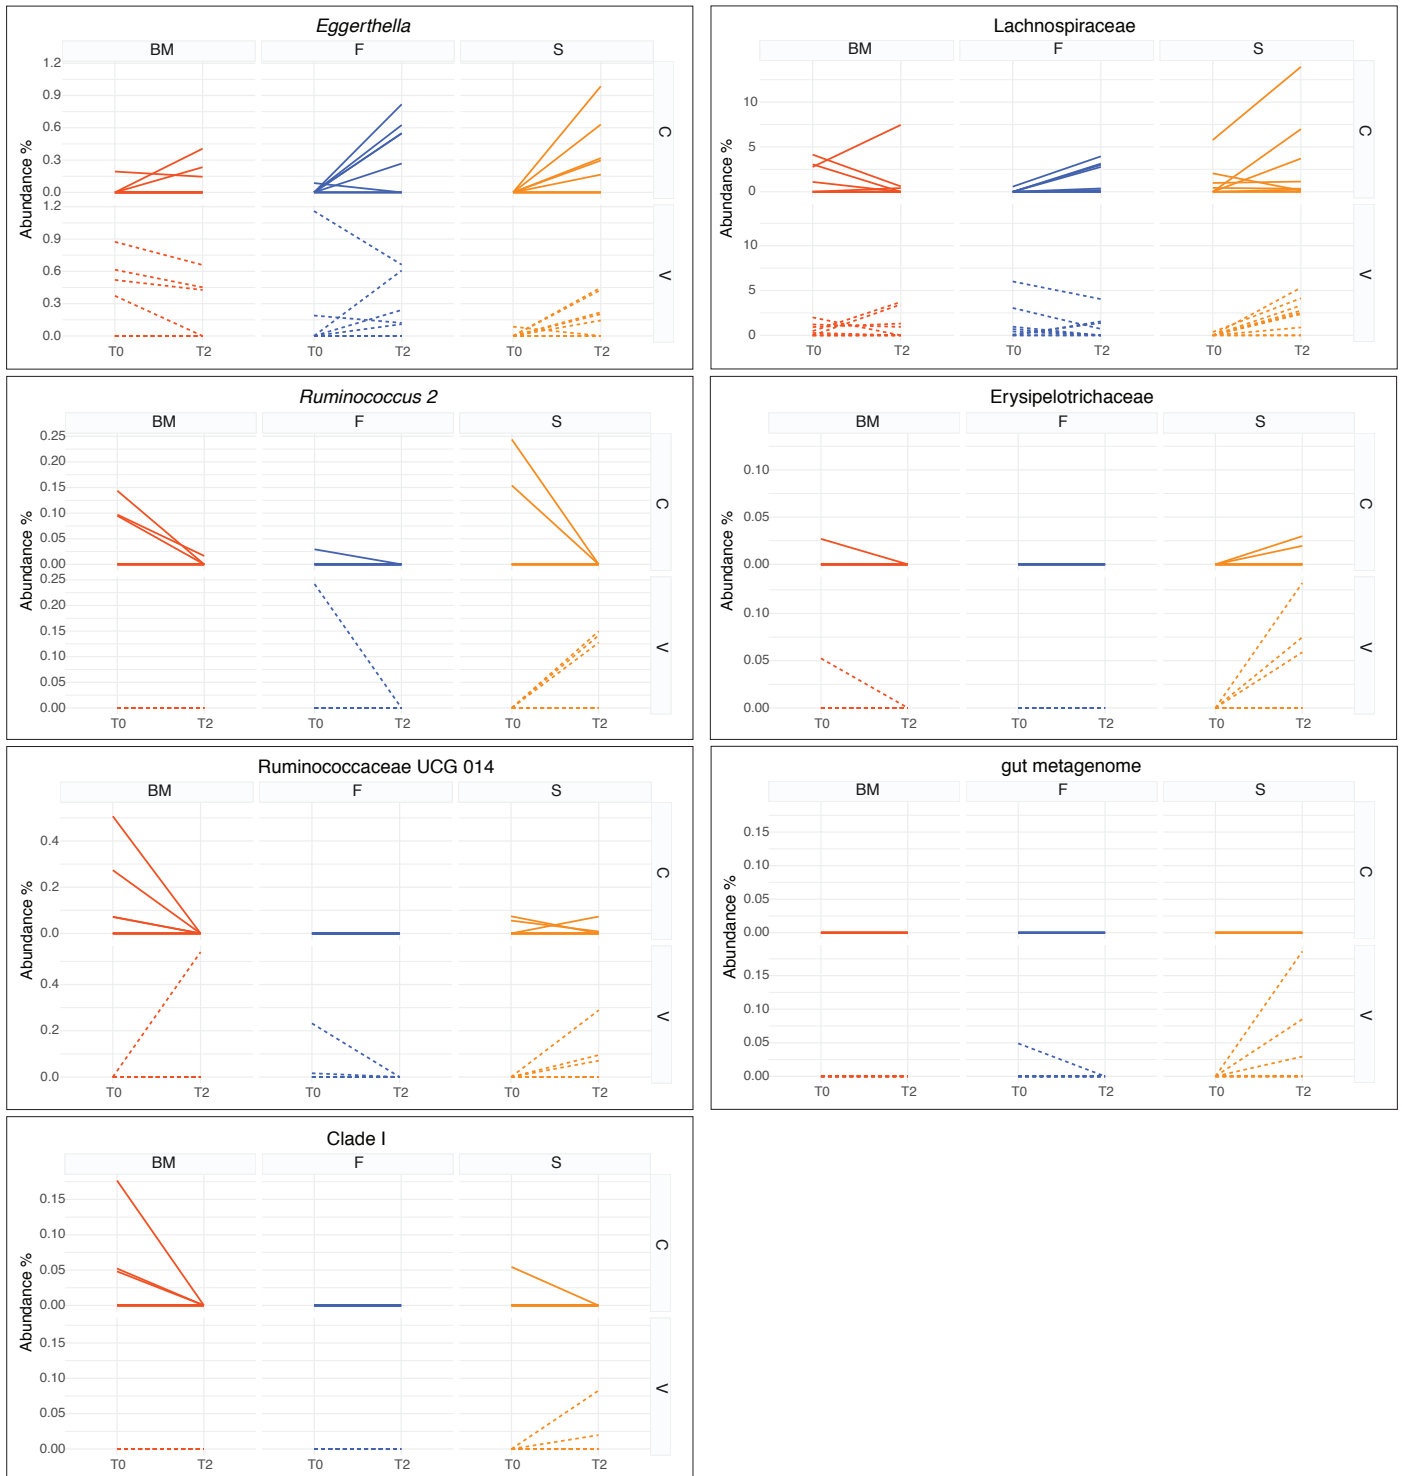 Eggerthella
BM F S
1.2
0.9
0.6
0.3
0.0
C
1.2
0.9
0.6
0.3
0.0
V
Abundance %
T0 T2 T0 T2 T0 T2
Lachnospiraceae
BM F S
10
5
0
C
10
5
0
V
Abundance %
T0 T2 T0 T2 T0 T2
Ruminococcus 2
BM F S
0.25
0.20
0.15
0.10
0.05
0.00
C
0.25
0.20
0.15
0.10
0.05
0.00
V
Abundance %
T0 T2 T0 T2 T0 T2
Erysipelotrichaceae
BM F S
0.10
0.05
0.00
C
0.10
0.05
0.00
V
Abundance %
T0 T2 T0 T2 T0 T2
Ruminococcaceae UCG 014
BM F S
0.4
0.2
0.0
C
0.4
0.2
0.0
V
Abundance %
T0 T2 T0 T2 T0 T2
gut metagenome
BM F S
0.15
0.10
0.05
0.00
C
0.15
0.10
0.05
0.00
V
Abundance %
T0 T2 T0 T2 T0 T2
Clade I
BM F S
0.15
0.10
0.05
0.00
C
0.15
0.10
0.05
0.00
V
Abundance %
T0 T2 T0 T2 T0 T2